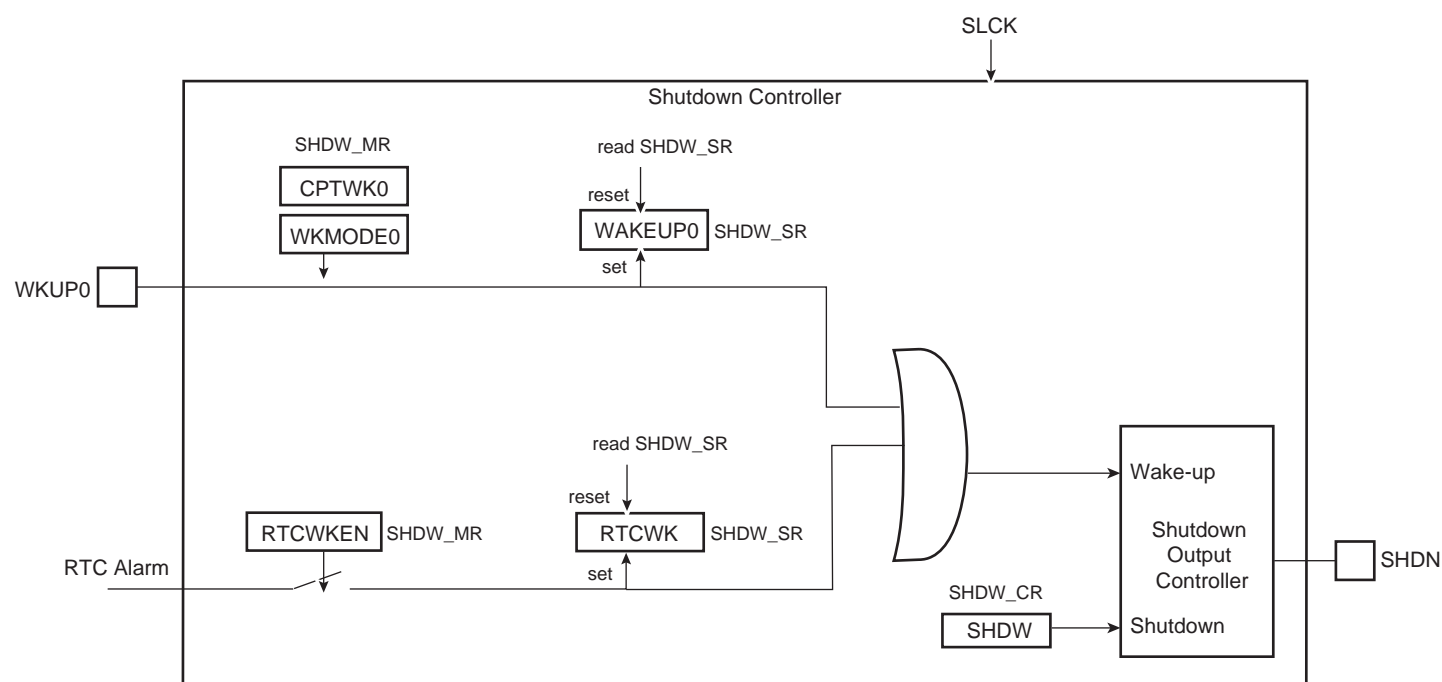 SLCK
Shutdown Controller
SHDW_MR
read SHDW_SR
CPTWK0
reset
WKMODE0
WAKEUP0
SHDW_SR
set
WKUP0
read SHDW_SR
reset
Wake-up
RTCWKEN
SHDW_MR
RTCWK
SHDW_SR
Shutdown
Output
Controller
RTC Alarm
set
SHDN
SHDW_CR
SHDW
Shutdown